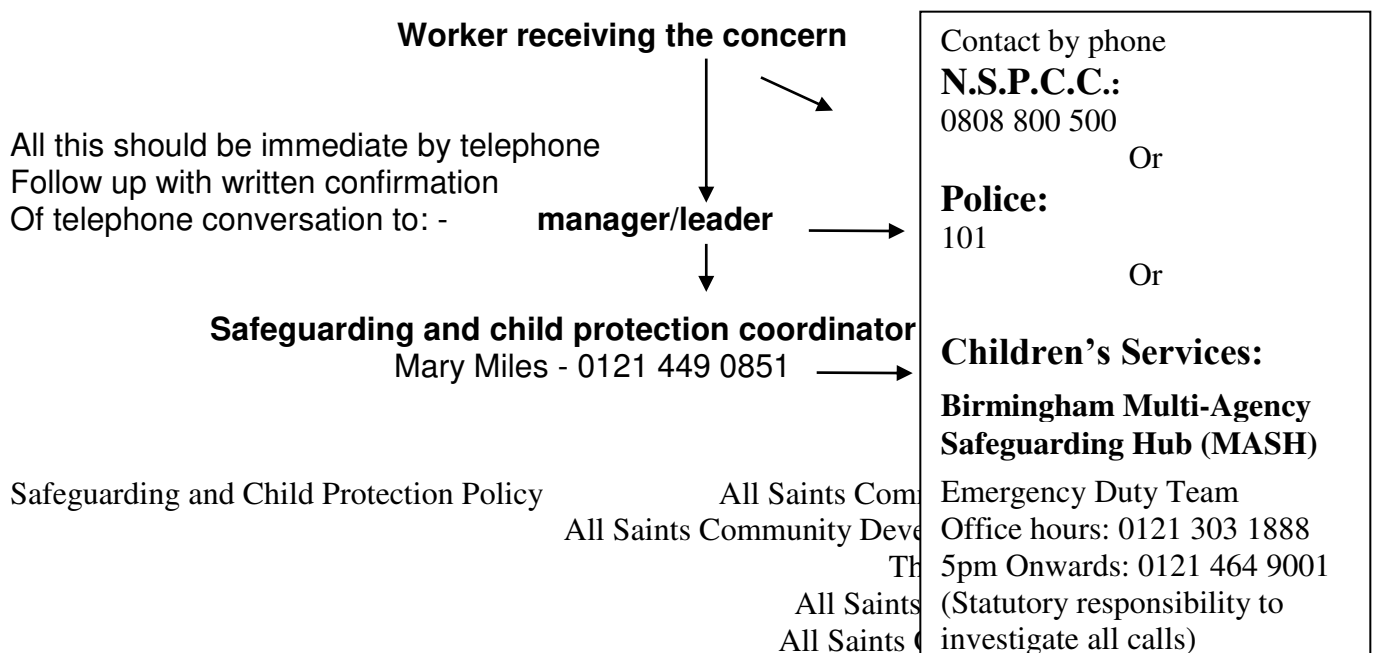 Worker receiving the concern
All this should be immediate by telephone
Follow up with written confirmation
Of telephone conversation to: - manager/leader
Safeguarding and child protection coordinator
Mary Miles - 0121 449 0851
Contact by phone
N.S.P.C.C.:
0808 800 500
Or
Police:
101
Or
Children’s Services:
Birmingham Multi-Agency
Safeguarding Hub (MASH)
Emergency Duty Team
Office hours: 0121 303 1888
5pm Onwards: 0121 464 9001
(Statutory responsibility to
investigate all calls)
Safeguarding and Child Protection Policy All Saints
All Saints Community
All Saints
All Saints